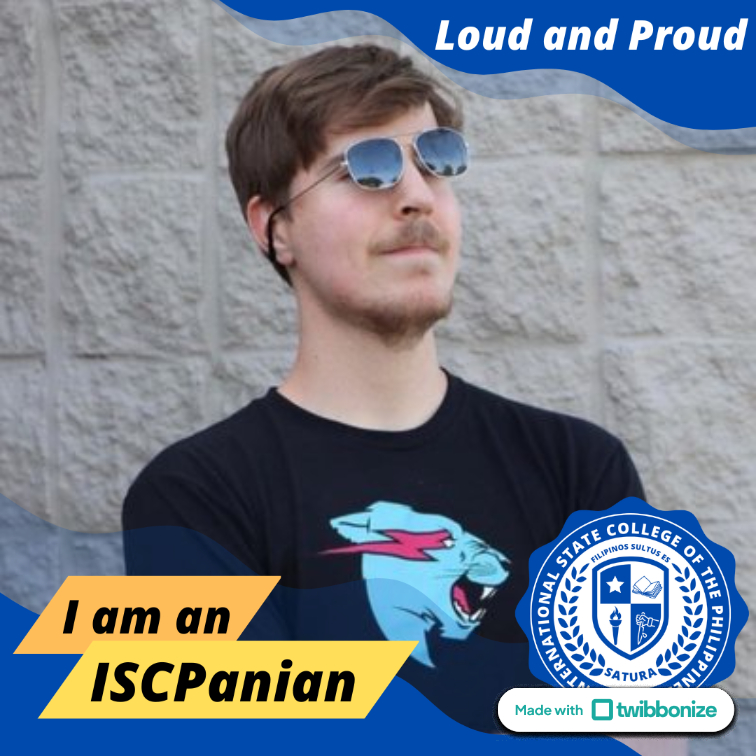 Loud and Proud
I am an
ISCPanian
INTERNATIONAL STATE COLLEGE OF THE PHILIPPINES
FILIPINOS SULTUS ES
SATURA
Made with twibbonize